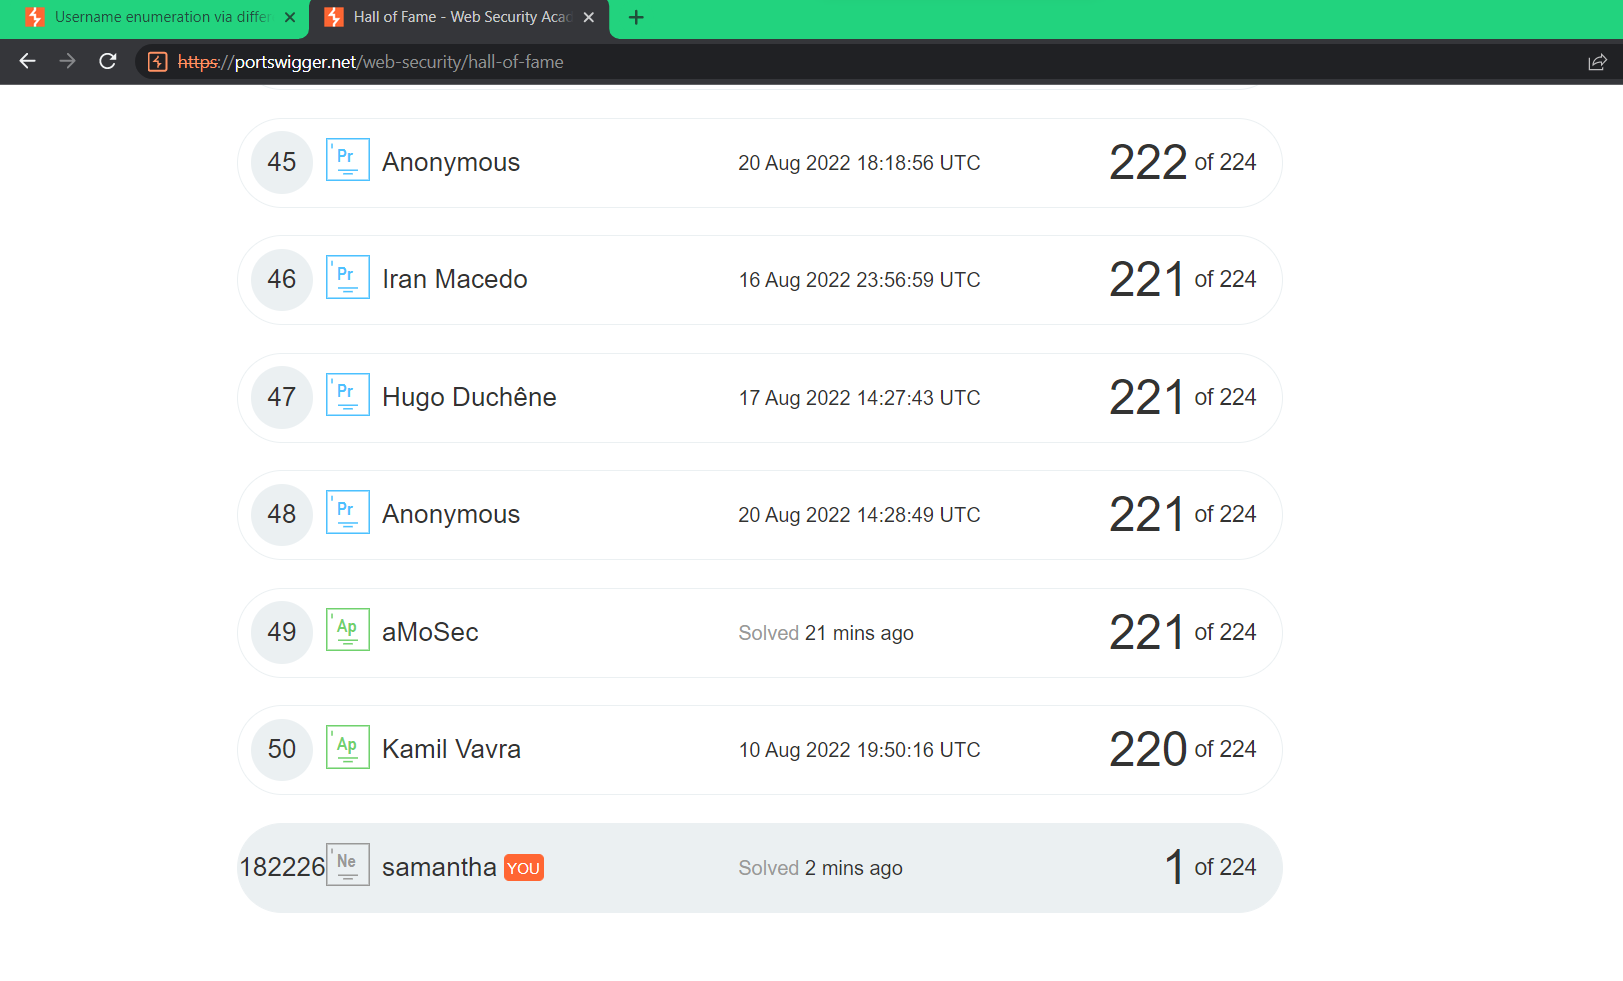 Username enumeration via differ
Hall of Fame - Web Security Acad
https://portswigger.net/web-security/hall-of-fame
45 Pr Anonymous 20 Aug 2022 18:18:56 UTC 222 of 224
46 Pr Iran Macedo 16 Aug 2022 23:56:59 UTC 221 of 224
47 Pr Hugo Duchêne 17 Aug 2022 14:27:43 UTC 221 of 224
48 Pr Anonymous 20 Aug 2022 14:28:49 UTC 221 of 224
49 Ap aMoSec Solved 21 mins ago 221 of 224
50 Ap Kamil Vavra 10 Aug 2022 19:50:16 UTC 220 of 224
182226 Ne samantha YOU Solved 2 mins ago 1 of 224